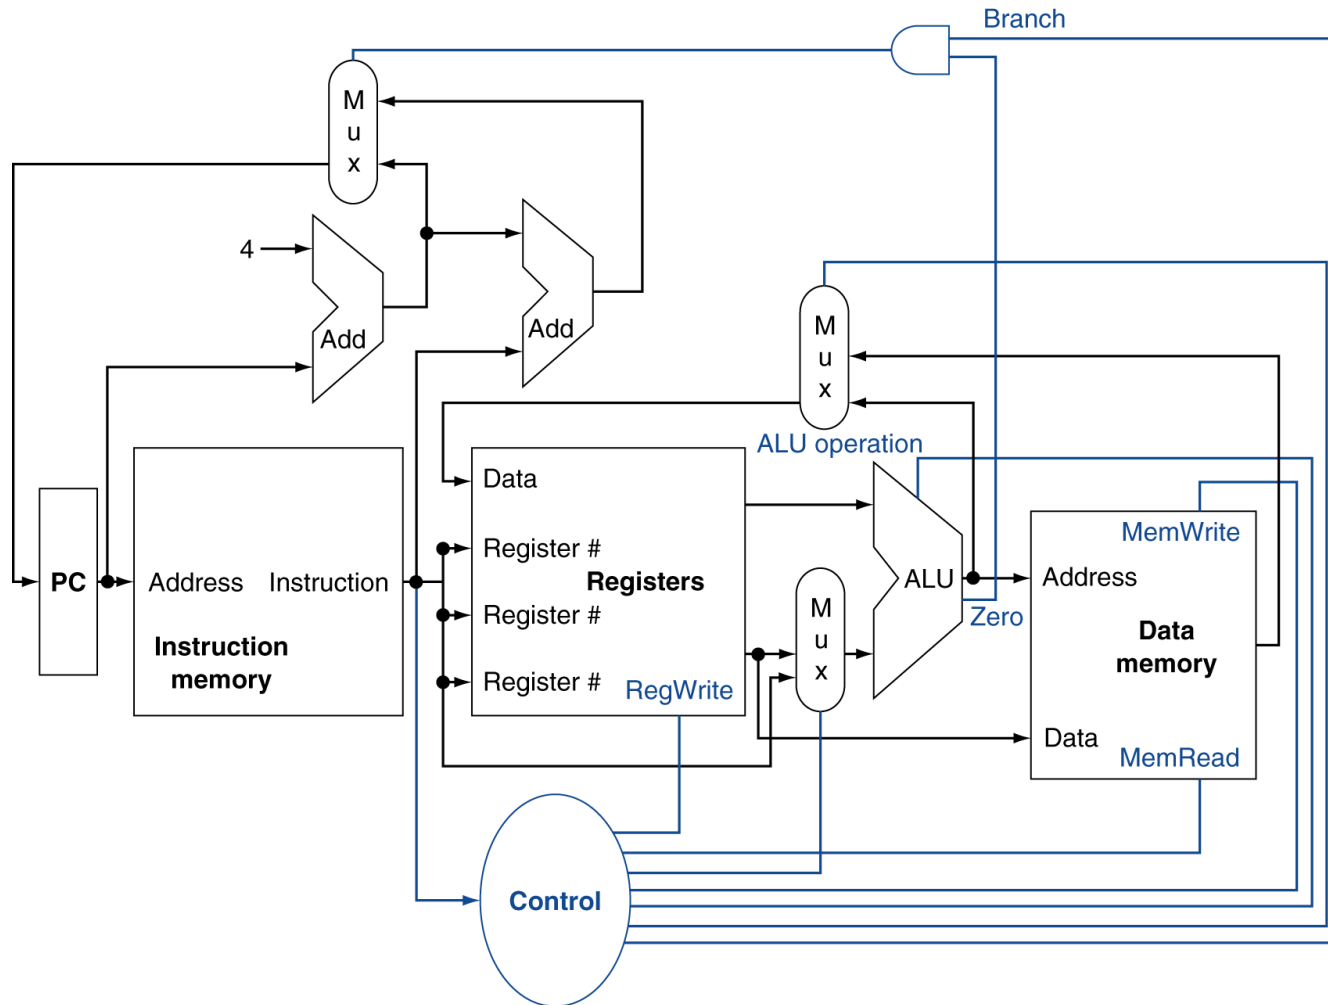 Branch
M
u
x
4
Add
Add
M
u
x
ALU operation
Data
Register #
Register #
Register #
Registers
RegWrite
PC
Address
Instruction
Instruction
memory
M
u
x
ALU
Zero
MemWrite
Address
Data
memory
Data
MemRead
Control